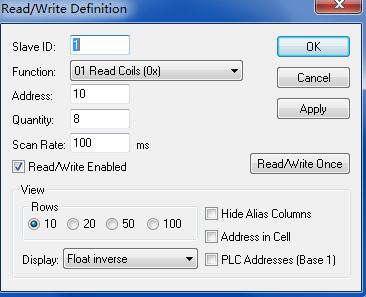 Read/Write Definition
Slave ID: 1
OK
Function: 01 Read Coils (0x)
Cancel
Address: 10
Apply
Quantity: 8
Scan Rate: 100 ms
Read/Write Enabled
Read/Write Once
View
Rows
10 20 50 100
Hide Alias Columns
Address in Cell
Display: Float inverse
PLC Addresses (Base 1)